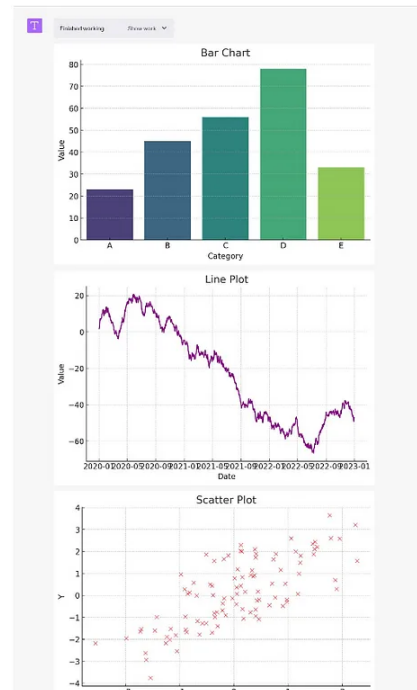 T
Finished working
Show work
Bar Chart
80
70
60
50
40
30
20
10
0
Value
A B C D E
Category
Line Plot
20
0
−20
−40
−60
Value
2020-01 2020-05 2020-09 2021-01 2021-05 2021-09 2022-01 2022-05 2022-09 2023-01
Date
Scatter Plot
4
3
2
1
0
−1
−2
−3
−4
Y